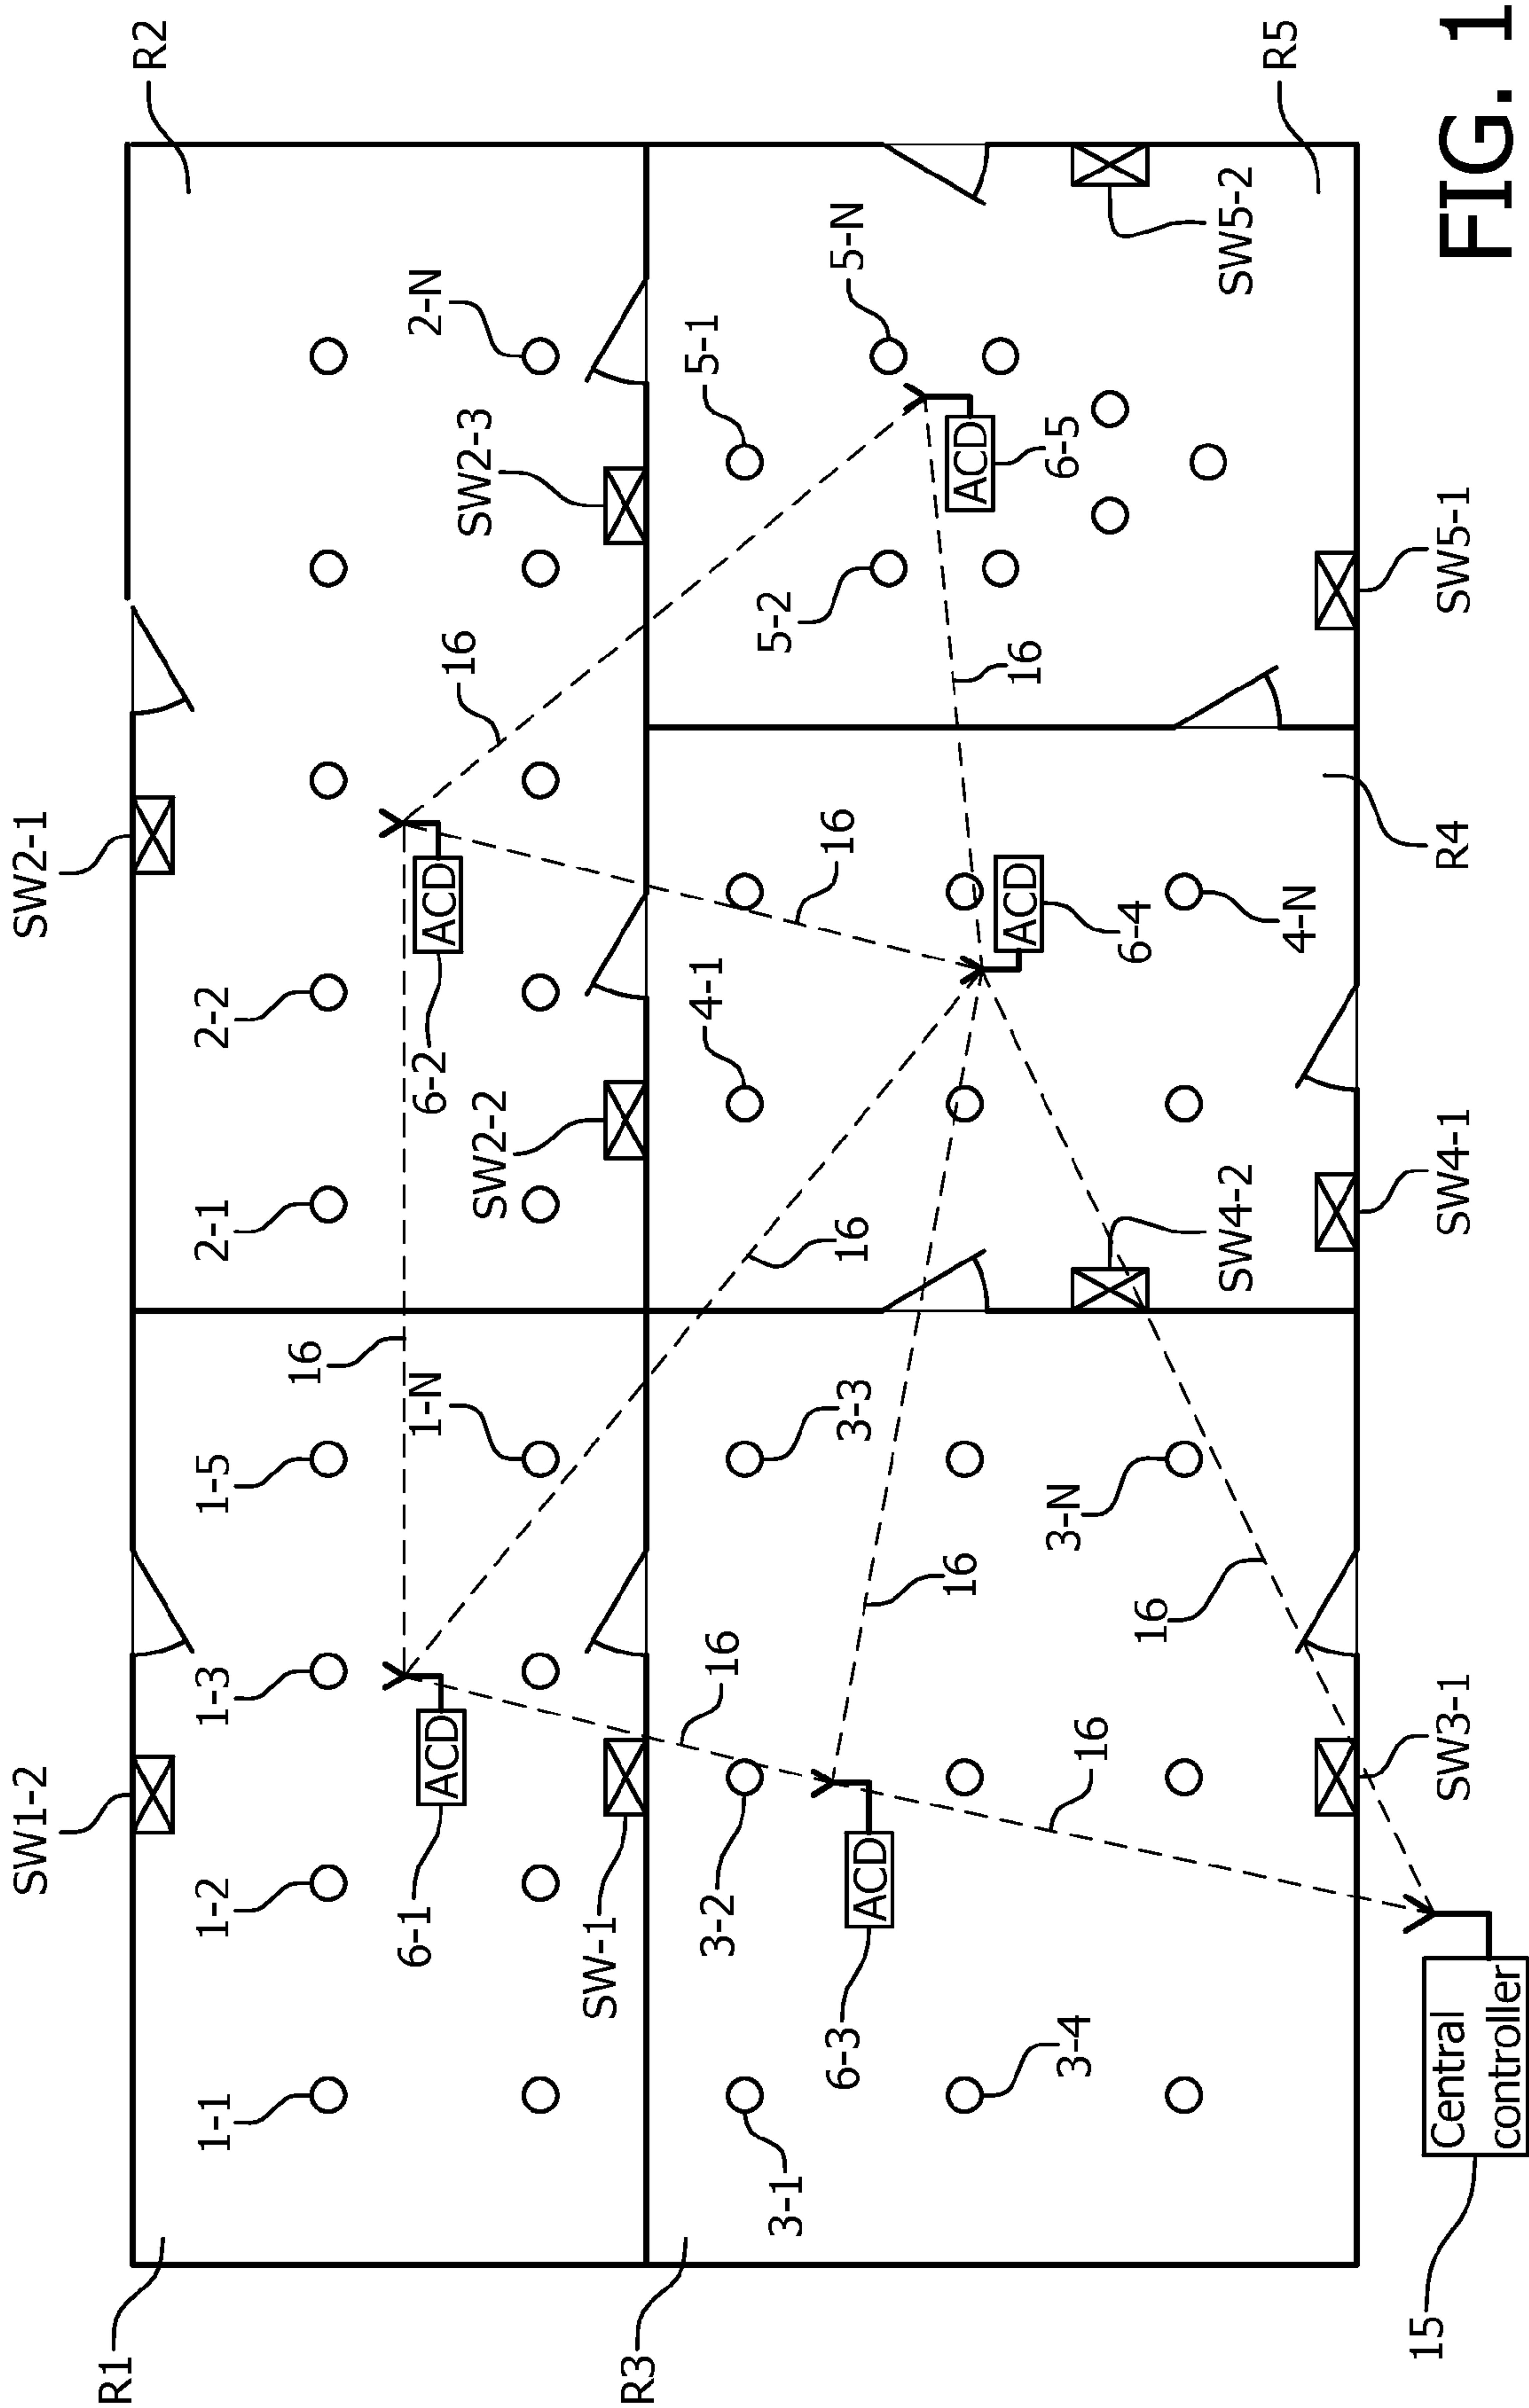 SW1-2
SW2-1
R1
1-1
1-2
1-3
1-5
2-1
2-2
R2
16
6-1
ACD
1-N
6-2
ACD
16
2-N
SW-1
SW2-2
SW2-3
R3
3-1
3-2
16
4-1
5-1
6-3
ACD
3-3
16
16
5-2
5-N
3-4
16
16
ACD
16
ACD
3-N
6-4
6-5
16
SW4-2
SW5-2
4-N
R5
15
Central
controller
SW3-1
SW4-1
R4
SW5-1
FIG. 1